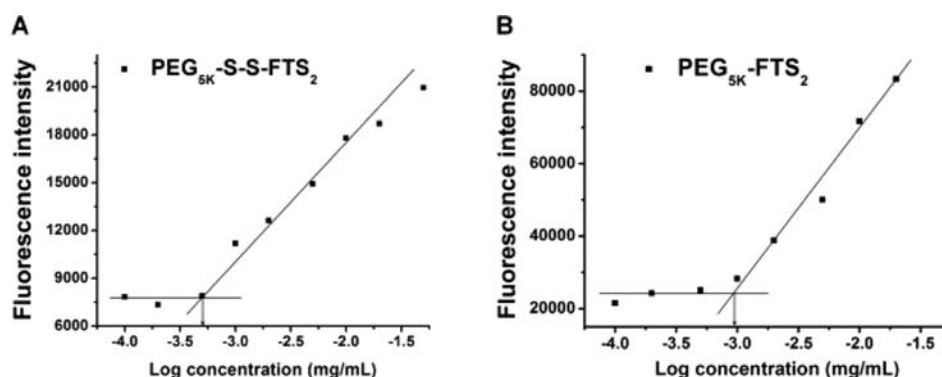 A
PEG5K-S-S-FTS2
Fluorescence intensity
21000
18000
15000
12000
9000
6000
-4.0 -3.5 -3.0 -2.5 -2.0 -1.5
Log concentration (mg/mL)
B
PEG5K-FTS2
Fluorescence intensity
80000
60000
40000
20000
-4.0 -3.5 -3.0 -2.5 -2.0 -1.5
Log concentration (mg/mL)